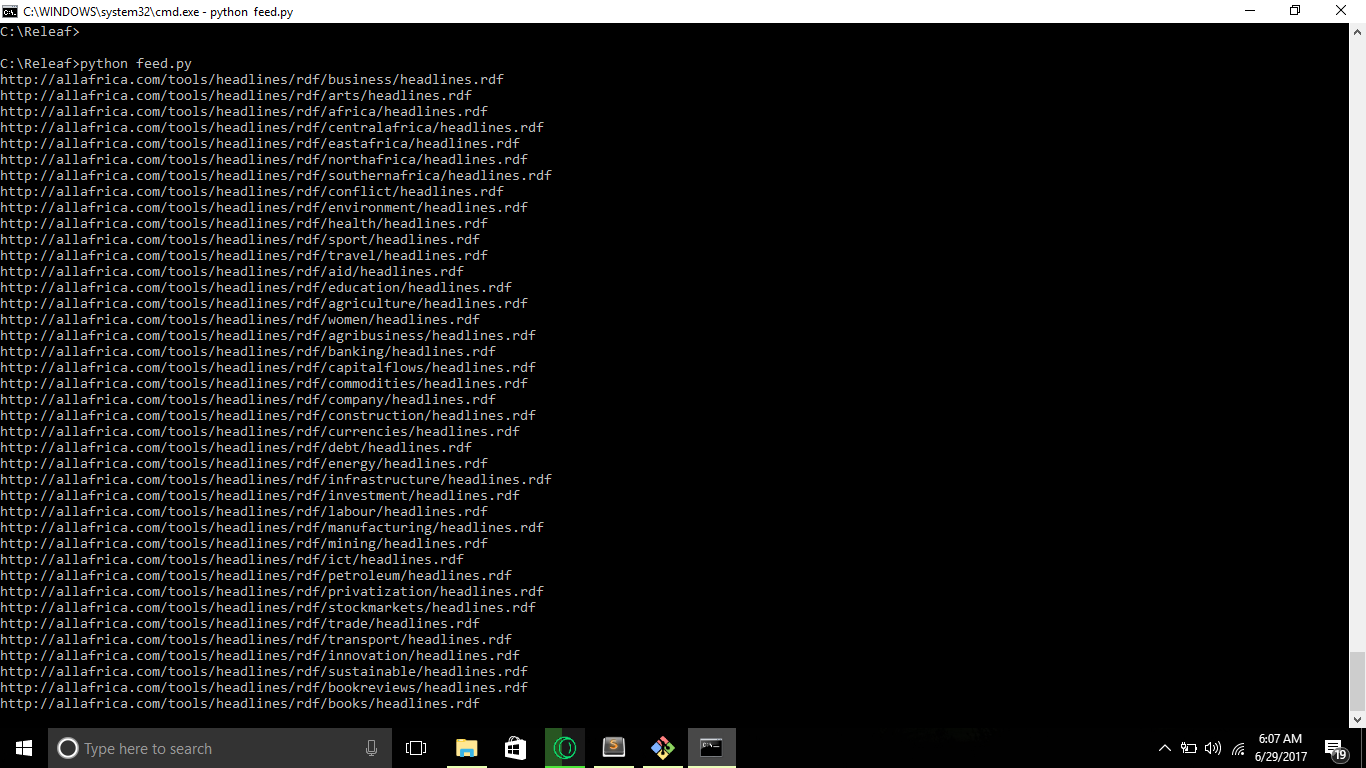 C:\WINDOWS\system32\cmd.exe - python  feed.py
C:\Releaf>
C:\Releaf>python feed.py
http://allafrica.com/tools/headlines/rdf/business/headlines.rdf
http://allafrica.com/tools/headlines/rdf/arts/headlines.rdf
http://allafrica.com/tools/headlines/rdf/africa/headlines.rdf
http://allafrica.com/tools/headlines/rdf/centralafrica/headlines.rdf
http://allafrica.com/tools/headlines/rdf/eastafrica/headlines.rdf
http://allafrica.com/tools/headlines/rdf/northafrica/headlines.rdf
http://allafrica.com/tools/headlines/rdf/southernafrica/headlines.rdf
http://allafrica.com/tools/headlines/rdf/conflict/headlines.rdf
http://allafrica.com/tools/headlines/rdf/environment/headlines.rdf
http://allafrica.com/tools/headlines/rdf/health/headlines.rdf
http://allafrica.com/tools/headlines/rdf/sport/headlines.rdf
http://allafrica.com/tools/headlines/rdf/travel/headlines.rdf
http://allafrica.com/tools/headlines/rdf/aid/headlines.rdf
http://allafrica.com/tools/headlines/rdf/education/headlines.rdf
http://allafrica.com/tools/headlines/rdf/agriculture/headlines.rdf
http://allafrica.com/tools/headlines/rdf/women/headlines.rdf
http://allafrica.com/tools/headlines/rdf/agribusiness/headlines.rdf
http://allafrica.com/tools/headlines/rdf/banking/headlines.rdf
http://allafrica.com/tools/headlines/rdf/capitalflows/headlines.rdf
http://allafrica.com/tools/headlines/rdf/commodities/headlines.rdf
http://allafrica.com/tools/headlines/rdf/company/headlines.rdf
http://allafrica.com/tools/headlines/rdf/construction/headlines.rdf
http://allafrica.com/tools/headlines/rdf/currencies/headlines.rdf
http://allafrica.com/tools/headlines/rdf/debt/headlines.rdf
http://allafrica.com/tools/headlines/rdf/energy/headlines.rdf
http://allafrica.com/tools/headlines/rdf/infrastructure/headlines.rdf
http://allafrica.com/tools/headlines/rdf/investment/headlines.rdf
http://allafrica.com/tools/headlines/rdf/labour/headlines.rdf
http://allafrica.com/tools/headlines/rdf/manufacturing/headlines.rdf
http://allafrica.com/tools/headlines/rdf/mining/headlines.rdf
http://allafrica.com/tools/headlines/rdf/ict/headlines.rdf
http://allafrica.com/tools/headlines/rdf/petroleum/headlines.rdf
http://allafrica.com/tools/headlines/rdf/privatization/headlines.rdf
http://allafrica.com/tools/headlines/rdf/stockmarkets/headlines.rdf
http://allafrica.com/tools/headlines/rdf/trade/headlines.rdf
http://allafrica.com/tools/headlines/rdf/transport/headlines.rdf
http://allafrica.com/tools/headlines/rdf/innovation/headlines.rdf
http://allafrica.com/tools/headlines/rdf/sustainable/headlines.rdf
http://allafrica.com/tools/headlines/rdf/bookreviews/headlines.rdf
http://allafrica.com/tools/headlines/rdf/books/headlines.rdf
Type here to search
6:07 AM
6/29/2017
19